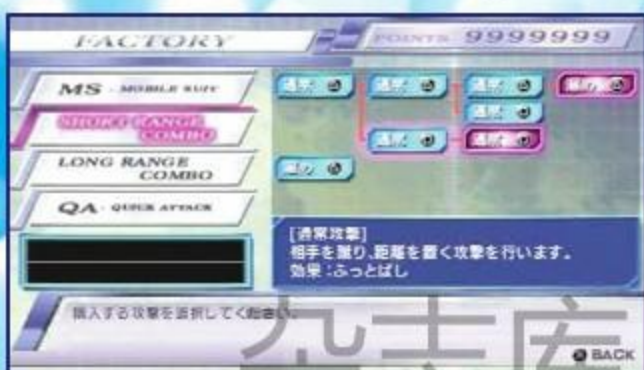 FACTORY
POINTS 9999999
MS - MOBILE SUIT
通常 通常 通常
SHORT RANGE
COMBO
通常
通常 通常
LONG RANGE
COMBO
QA - QUICK ATTACK
[通常攻撃]
相手を蹴り、距離を置く攻撃を行います。
効果:ふっとばし
購入する攻撃を選択してください。
BACK